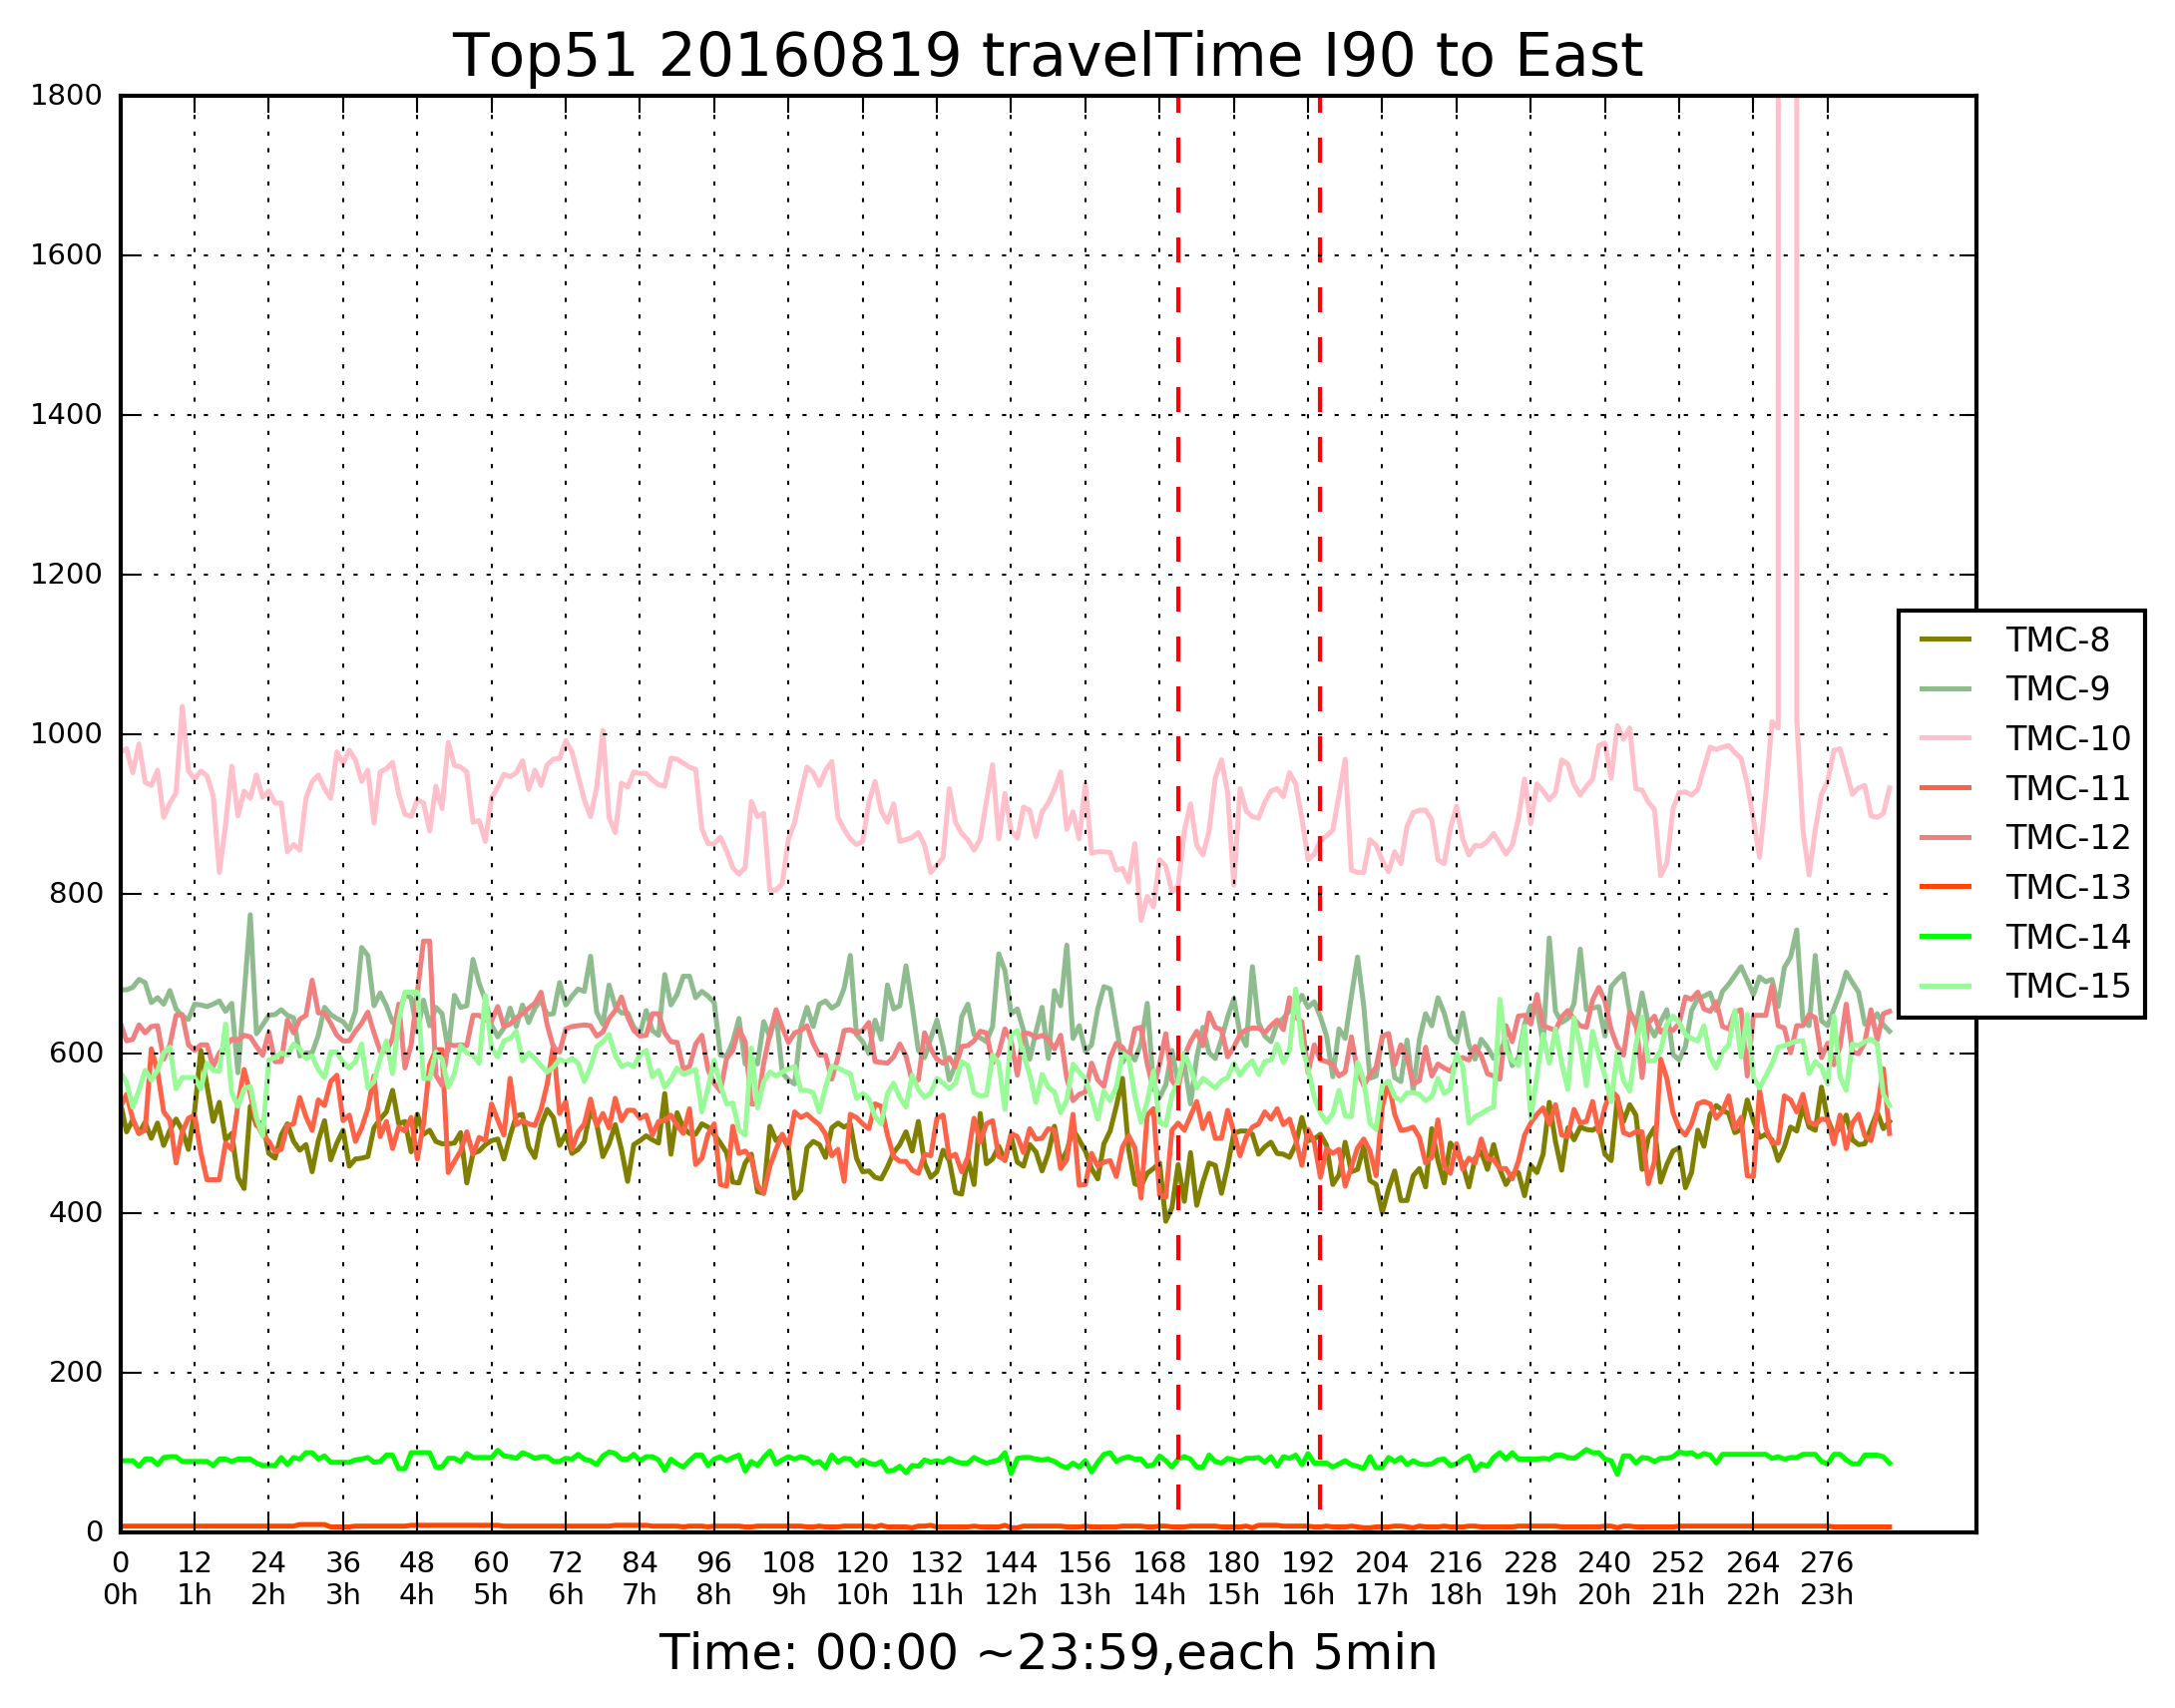 Top51 20160819 travelTime I90 to East
1800
1600
1400
1200
1000
800
600
400
200
0
TMC-8
TMC-9
TMC-10
TMC-11
TMC-12
TMC-13
TMC-14
TMC-15
0 12 24 36 48 60 72 84 96 108 120 132 144 156 168 180 192 204 216 228 240 252 264 276
0h 1h 2h 3h 4h 5h 6h 7h 8h 9h 10h 11h 12h 13h 14h 15h 16h 17h 18h 19h 20h 21h 22h 23h
Time: 00:00 ~23:59,each 5min